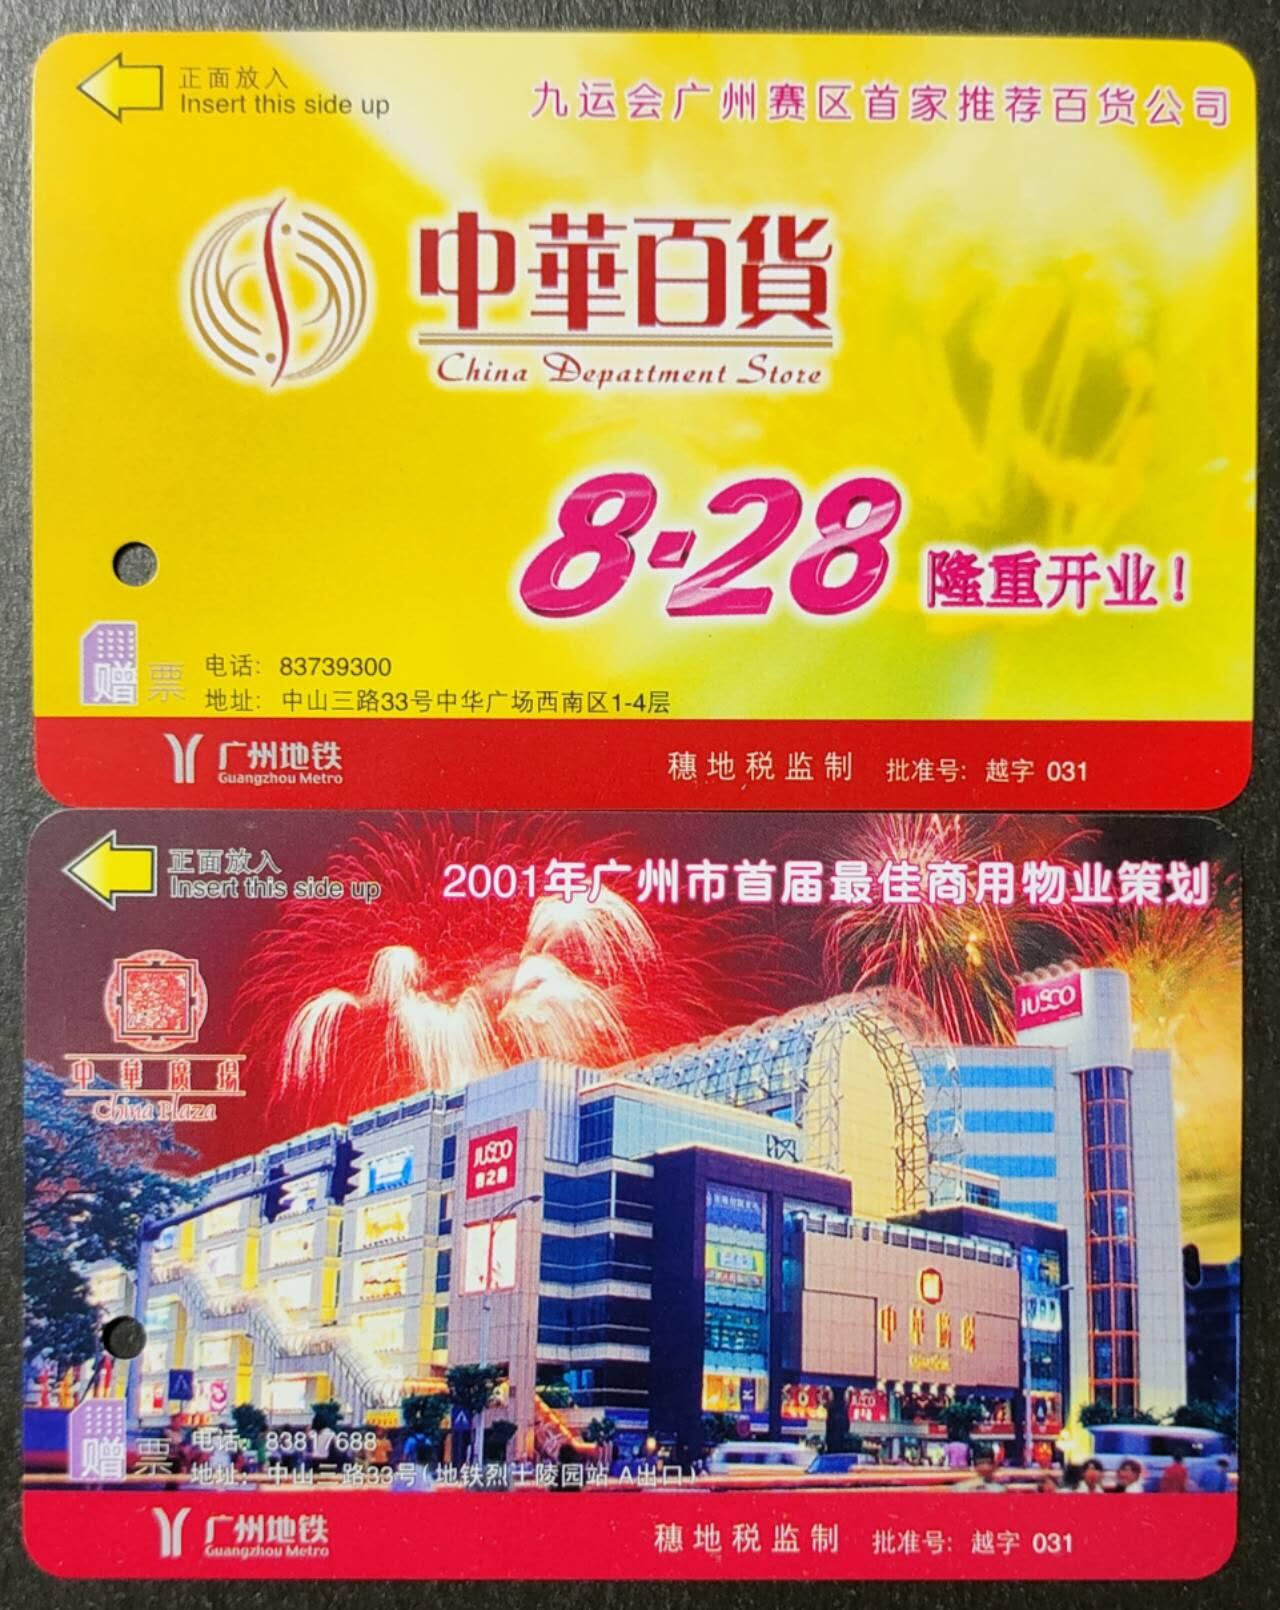 正面放入
Insert this side up
九运会广州赛区首家推荐百货公司
中華百貨
China Department Store
8·28 隆重开业！
赠票
电话: 83739300
地址: 中山三路33号中华广场西南区1-4层
广州地铁
Guangzhou Metro
穗地税监制 批准号: 越字 031
正面放入
Insert this side up
2001年广州市首届最佳商用物业策划
中華廣場
China Plaza
JUSCO
JUSCO
中華廣場
赠票
电话: 83817688
地址: 中山三路33号(地铁烈士陵园站 A出口)
广州地铁
Guangzhou Metro
穗地税监制 批准号: 越字 031